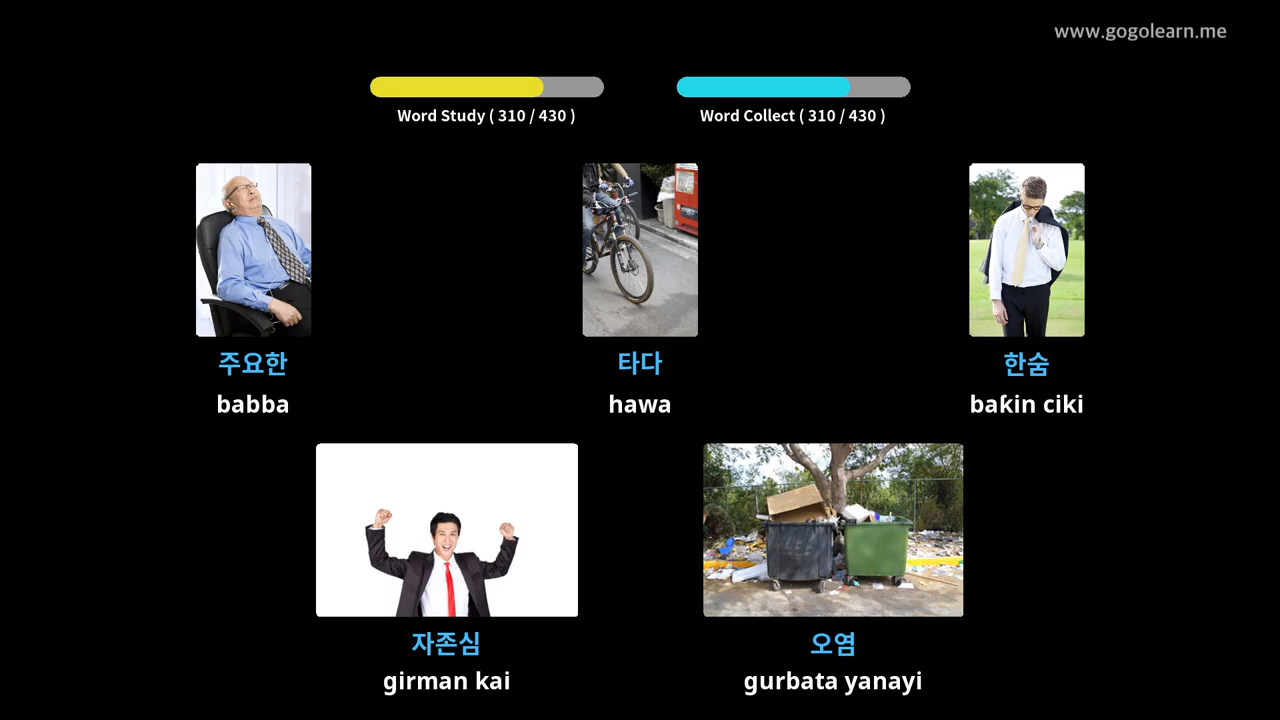 www.gogolearn.me
Word Study ( 310 / 430 )
Word Collect ( 310 / 430 )
주요한
타다
한숨
babba
hawa
baƙin ciki
자존심
오염
girman kai
gurbata yanayi